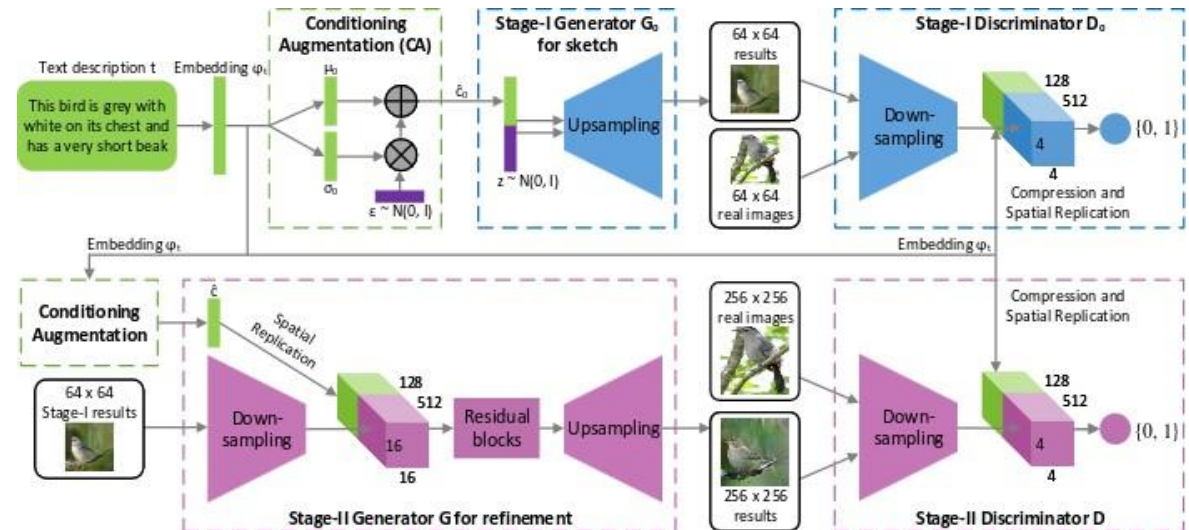 Conditioning
Augmentation (CA)
Stage-I Generator G₀
for sketch
Stage-I Discriminator D₀
Text description t
Embedding φₜ
This bird is grey with
white on its chest and
has a very short beak
μ₀
σ₀
ε ~ N(0, I)
ĉ₀
z ~ N(0, I)
Upsampling
64 x 64
results
64 x 64
real images
Down-
sampling
128
512
4
4
{0, 1}
Compression and
Spatial Replication
Embedding φₜ
Embedding φₜ
Conditioning
Augmentation
ĉ
Spatial
Replication
64 x 64
Stage-I results
Down-
sampling
128
512
16
16
Residual
blocks
Upsampling
Stage-II Generator G for refinement
256 x 256
real images
256 x 256
results
Compression and
Spatial Replication
Down-
sampling
128
512
4
4
{0, 1}
Stage-II Discriminator D